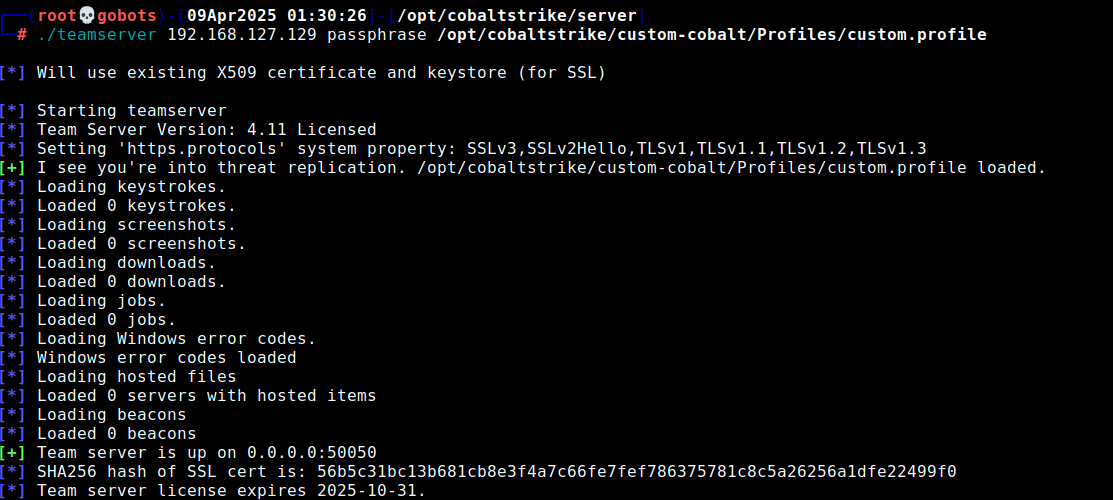 (root💀gobots)-[09Apr2025 01:30:26]-[/opt/cobaltstrike/server]
# ./teamserver 192.168.127.129 passphrase /opt/cobaltstrike/custom-cobalt/Profiles/custom.profile
[*] Will use existing X509 certificate and keystore (for SSL)
[*] Starting teamserver
[*] Team Server Version: 4.11 Licensed
[*] Setting 'https.protocols' system property: SSLv3,SSLv2Hello,TLSv1,TLSv1.1,TLSv1.2,TLSv1.3
[+] I see you're into threat replication. /opt/cobaltstrike/custom-cobalt/Profiles/custom.profile loaded.
[*] Loading keystrokes.
[*] Loaded 0 keystrokes.
[*] Loading screenshots.
[*] Loaded 0 screenshots.
[*] Loading downloads.
[*] Loaded 0 downloads.
[*] Loading jobs.
[*] Loaded 0 jobs.
[*] Loading Windows error codes.
[*] Windows error codes loaded
[*] Loading hosted files
[*] Loaded 0 servers with hosted items
[*] Loading beacons
[*] Loaded 0 beacons
[+] Team server is up on 0.0.0.0:50050
[*] SHA256 hash of SSL cert is: 56b5c31bc13b681cb8e3f4a7c66fe7fef786375781c8c5a26256a1dfe22499f0
[*] Team server license expires 2025-10-31.